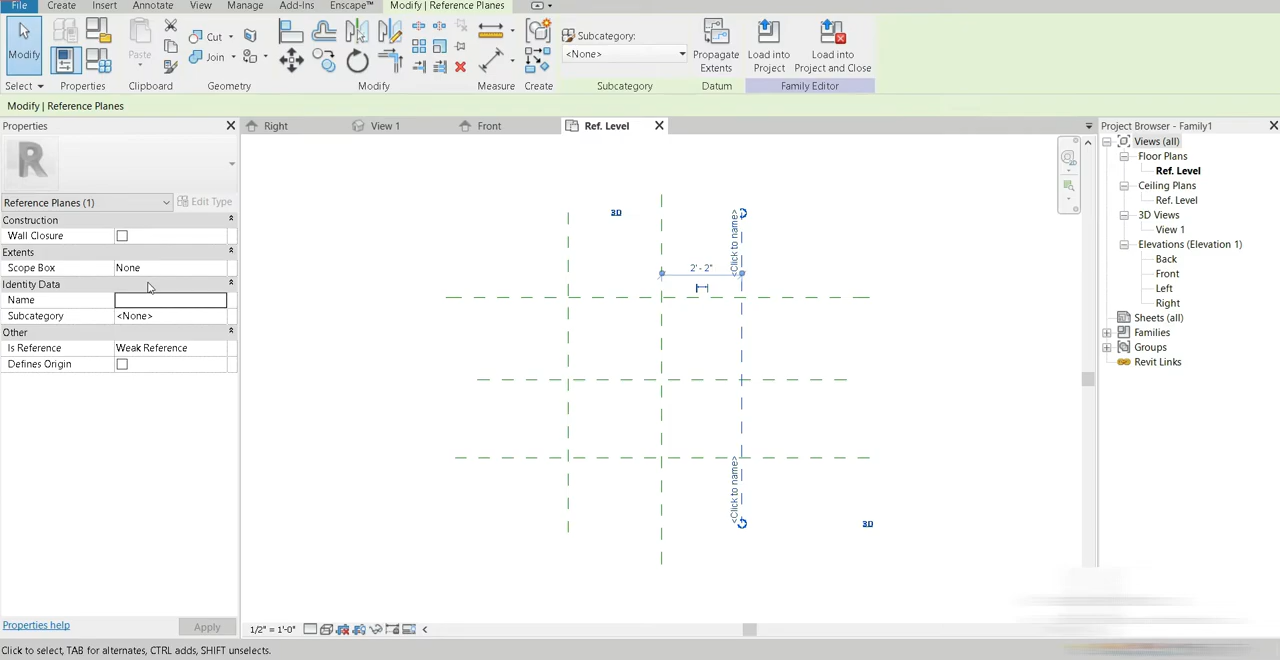 File Create Insert Annotate View Manage Add-Ins Enscape™ Modify | Reference Planes
Modify
Paste
Cut
Join
Subcategory:
<None>
Propagate Extents
Load into Project
Load into Project and Close
Select Properties Clipboard Geometry Modify Measure Create Subcategory Datum Family Editor
Modify | Reference Planes
Properties
Right View 1 Front Ref. Level
Project Browser - Family1
R
Reference Planes (1)
Edit Type
Construction
Wall Closure
Extents
Scope Box None
Identity Data
Name
Subcategory <None>
Other
Is Reference Weak Reference
Defines Origin
3D
<Click to name>
2' - 2"
<Click to name>
3D
Views (all)
Floor Plans
Ref. Level
Ceiling Plans
Ref. Level
3D Views
View 1
Elevations (Elevation 1)
Back
Front
Left
Right
Sheets (all)
Families
Groups
Revit Links
Properties help
Apply
1/2" = 1'-0"
Click to select, TAB for alternates, CTRL adds, SHIFT unselects.